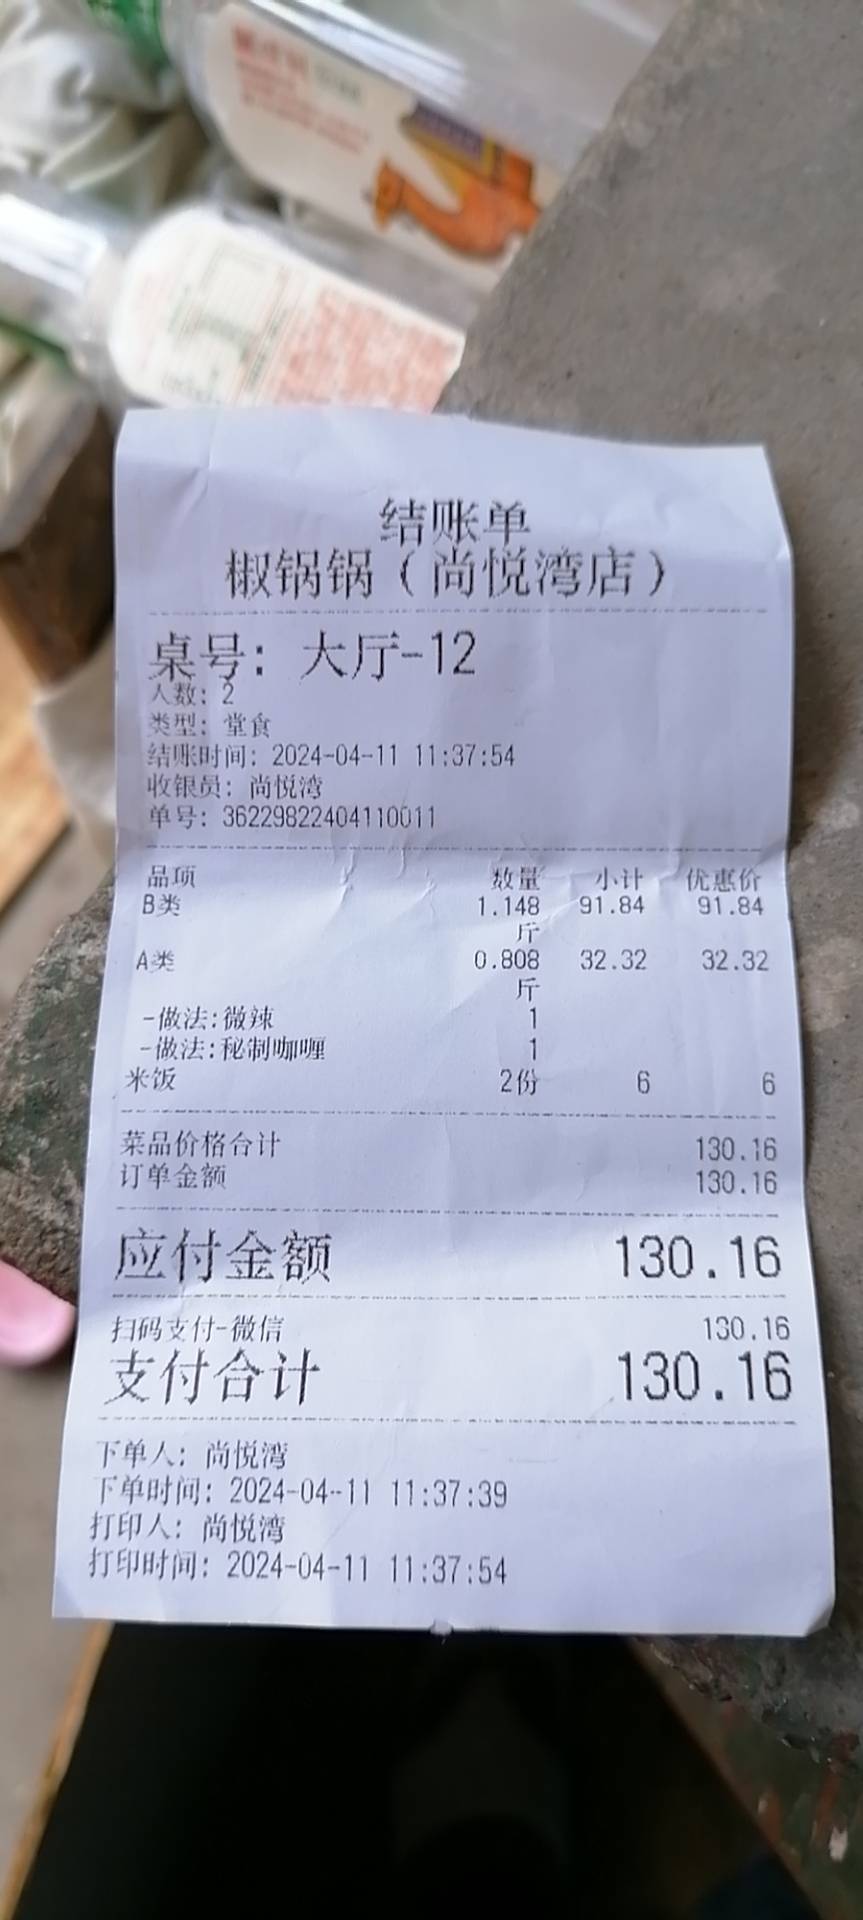 结账单
椒锅锅（尚悦湾店）
桌号：大厅-12
人数：2
类型：堂食
结账时间：2024-04-11 11:37:54
收银员：尚悦湾
单号：36229822404110011
品项 数量 小计 优惠价
B类 1.148 91.84 91.84
斤
A类 0.808 32.32 32.32
斤
-做法:微辣 1
-做法:秘制咖喱 1
米饭 2份 6 6
菜品价格合计 130.16
订单金额 130.16
应付金额 130.16
扫码支付-微信 130.16
支付合计 130.16
下单人：尚悦湾
下单时间：2024-04-11 11:37:39
打印人：尚悦湾
打印时间：2024-04-11 11:37:54